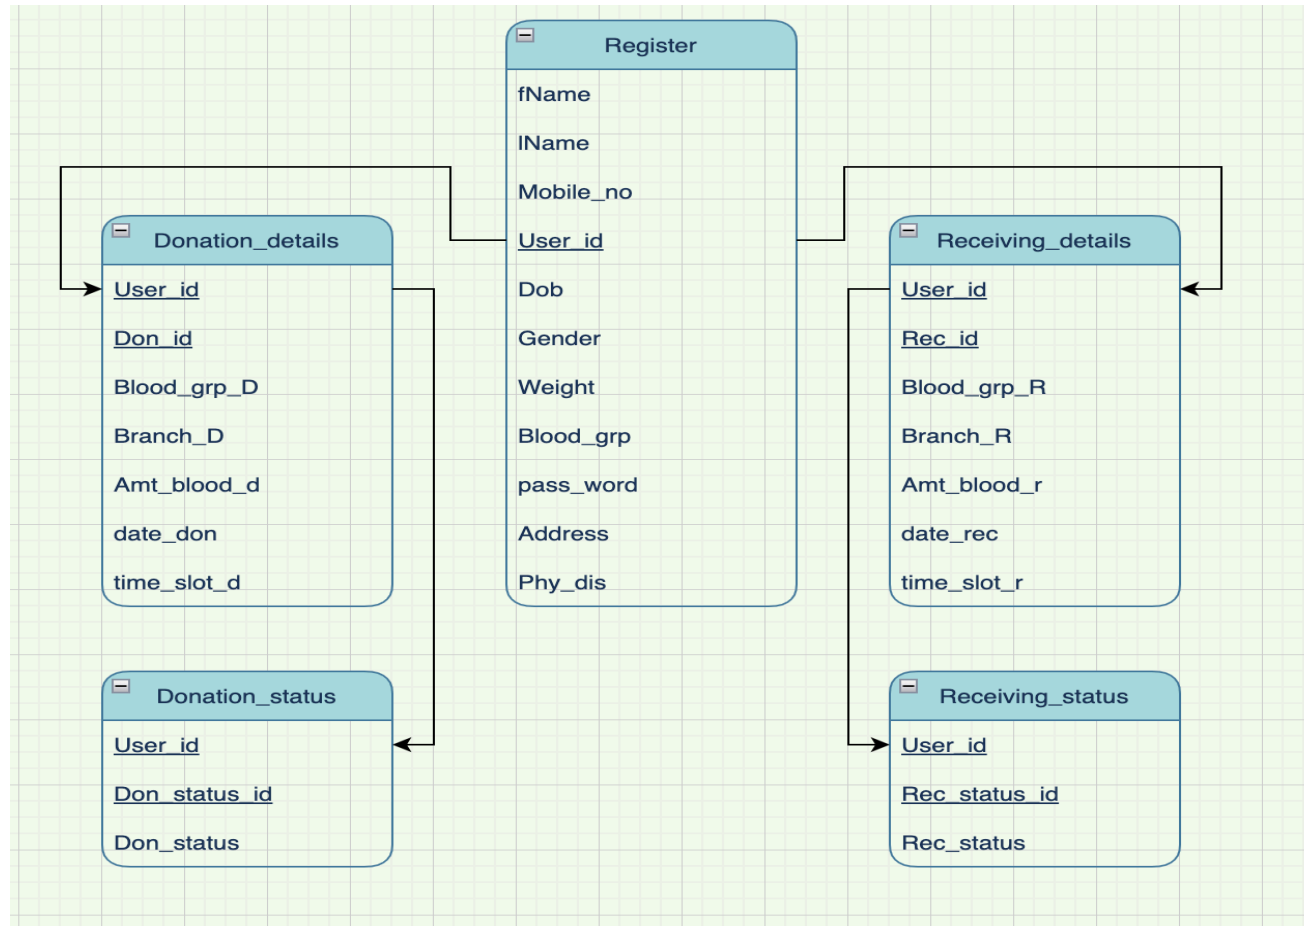 Register
fName
lName
Mobile_no
User_id
Dob
Gender
Weight
Blood_grp
pass_word
Address
Phy_dis
Donation_details
User_id
Don_id
Blood_grp_D
Branch_D
Amt_blood_d
date_don
time_slot_d
Receiving_details
User_id
Rec_id
Blood_grp_R
Branch_R
Amt_blood_r
date_rec
time_slot_r
Donation_status
User_id
Don_status_id
Don_status
Receiving_status
User_id
Rec_status_id
Rec_status